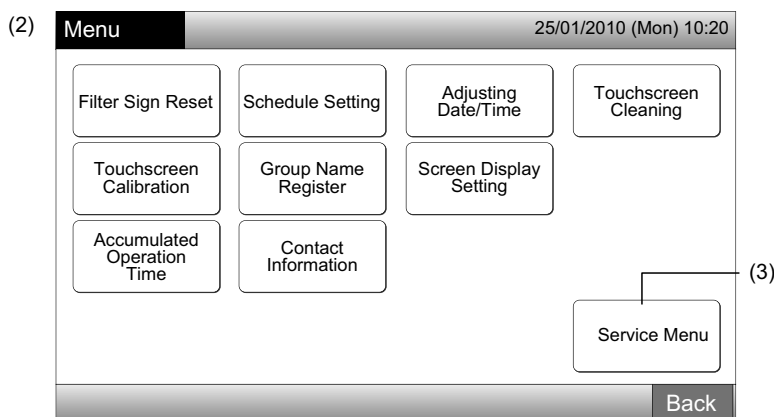 (2)
Menu 25/01/2010 (Mon) 10:20
Filter Sign Reset
Schedule Setting
Adjusting
Date/Time
Touchscreen
Cleaning
Touchscreen
Calibration
Group Name
Register
Screen Display
Setting
Accumulated
Operation
Time
Contact
Information
(3)
Service Menu
Back